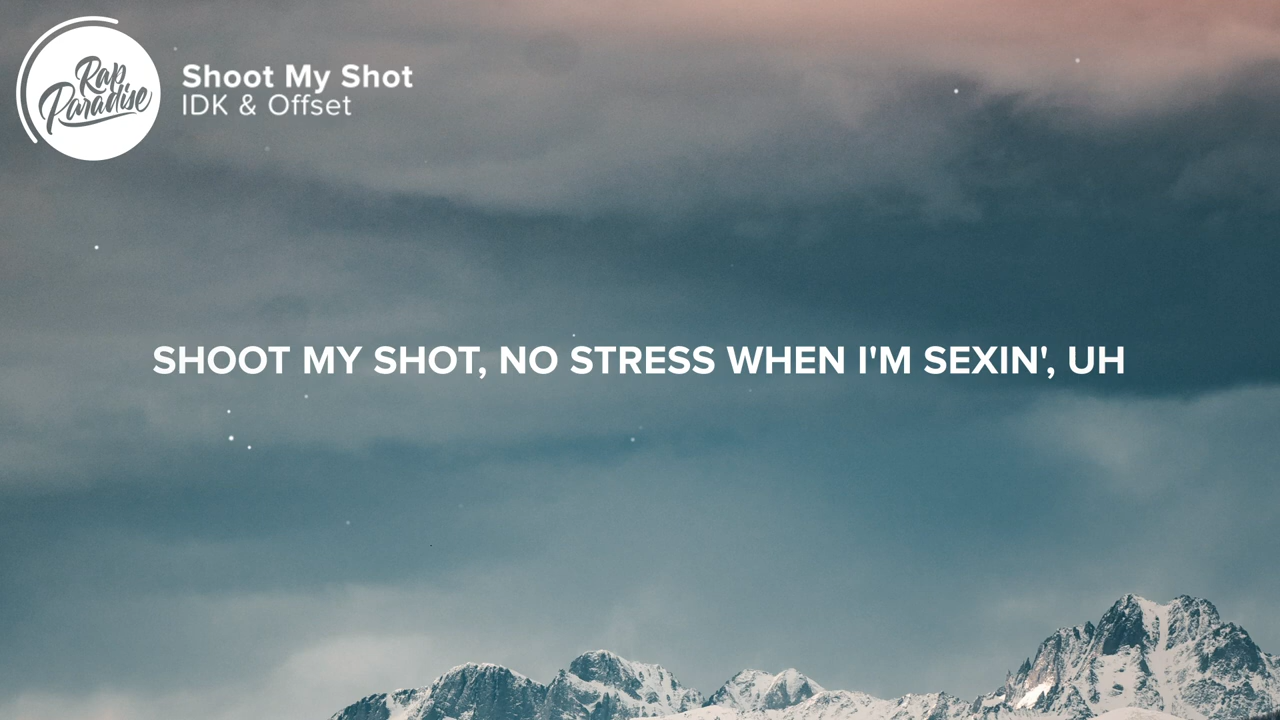 Rap
Paradise
Shoot My Shot
IDK & Offset
SHOOT MY SHOT, NO STRESS WHEN I'M SEXIN', UH